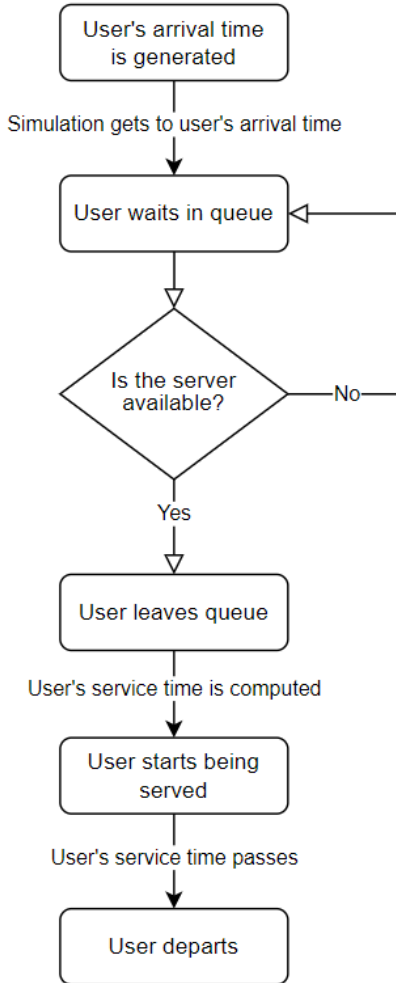 User's arrival time
is generated
Simulation gets to user's arrival time
User waits in queue
Is the server
available?
No
Yes
User leaves queue
User's service time is computed
User starts being
served
User's service time passes
User departs